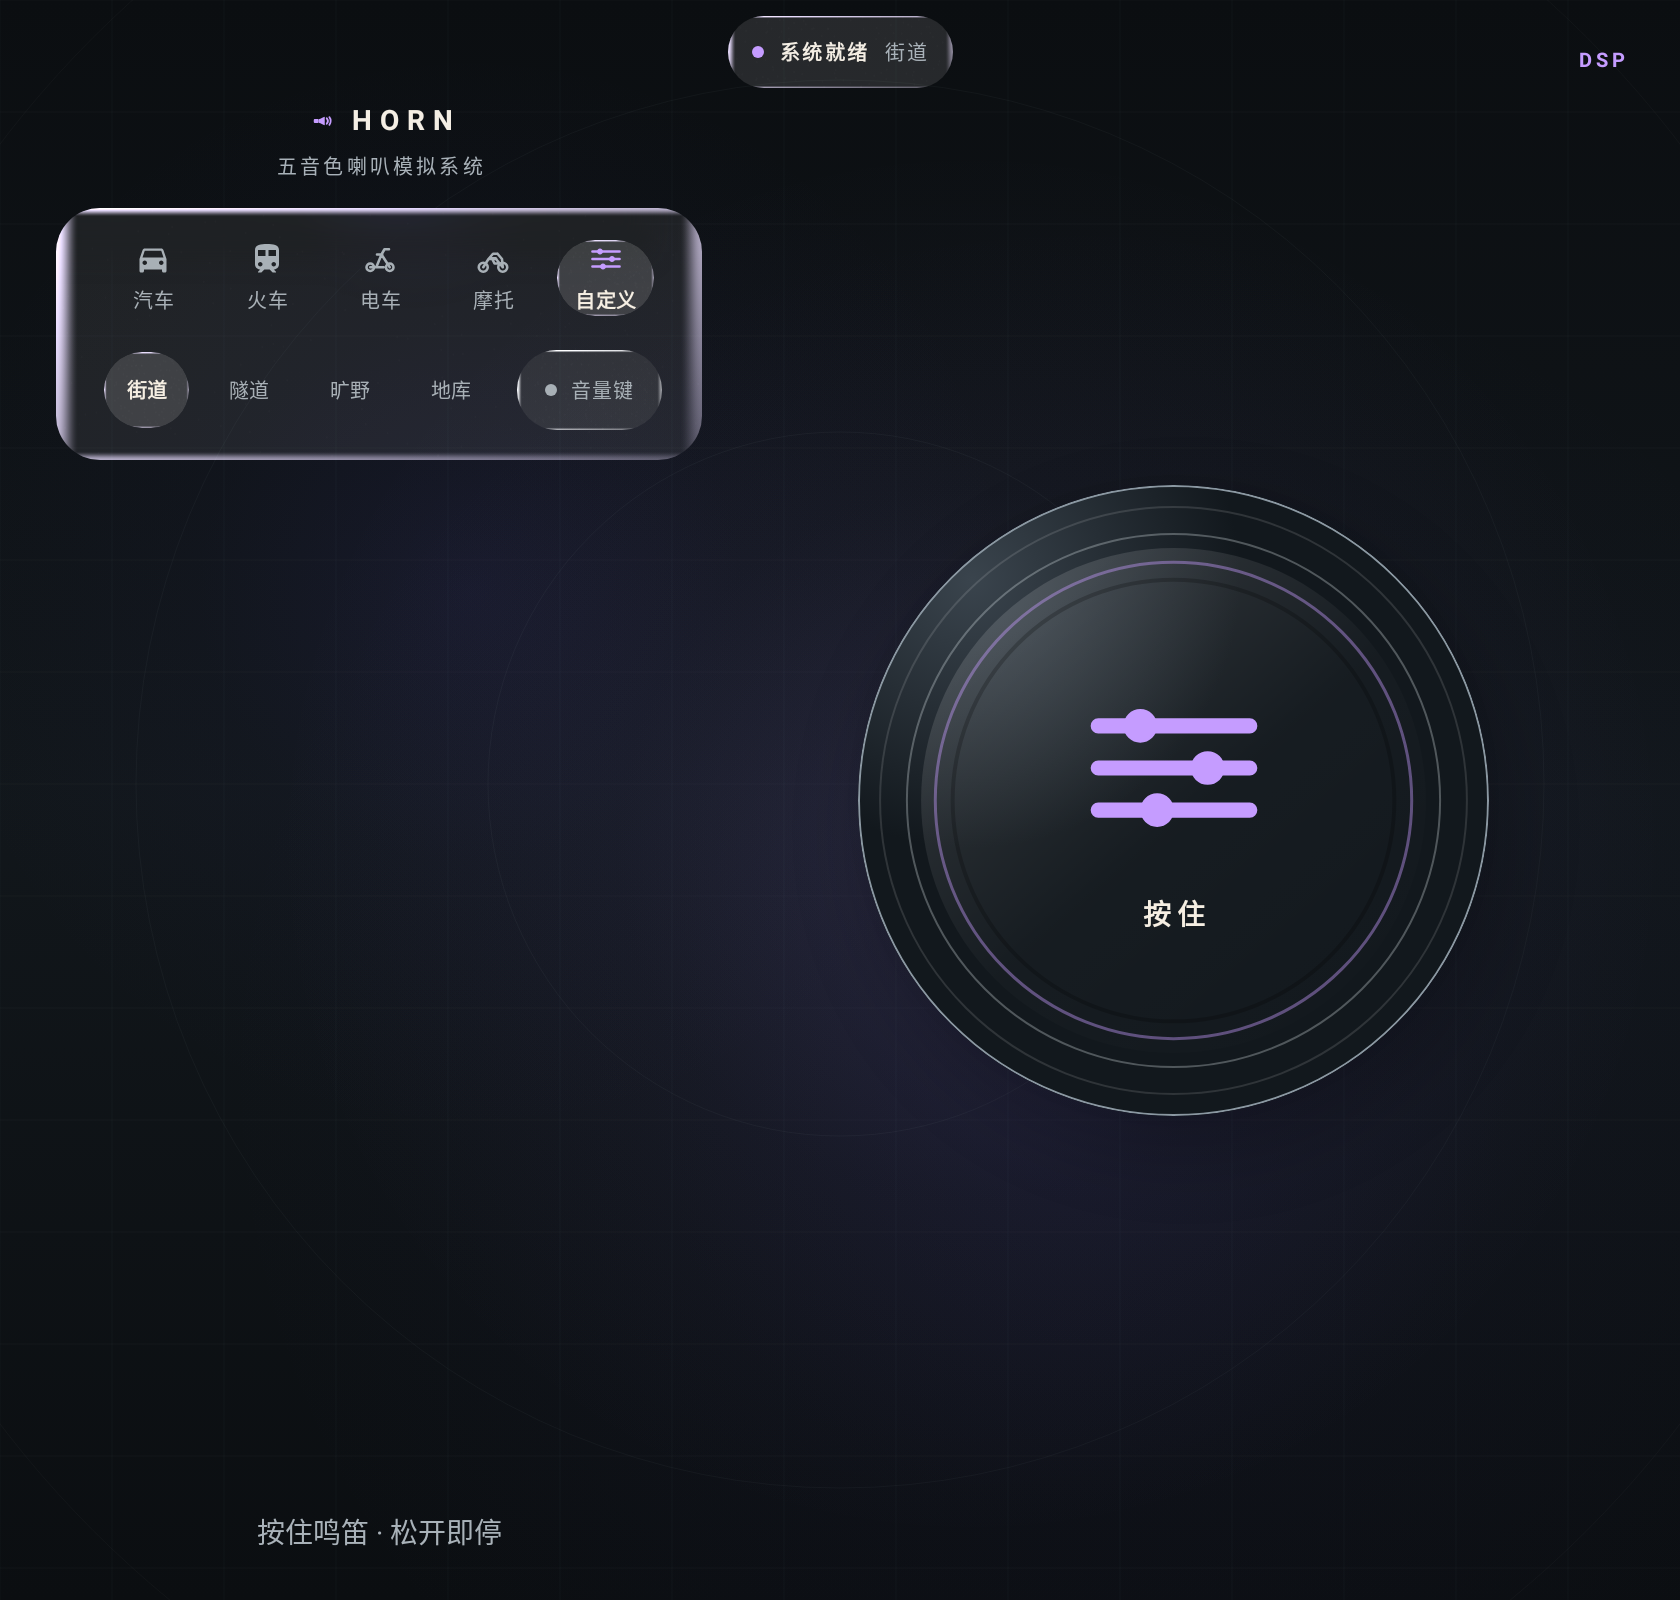 系统就绪 街道
DSP
HORN
五音色喇叭模拟系统
汽车 火车 电车 摩托 自定义
街道 隧道 旷野 地库 音量键
按住
按住鸣笛 · 松开即停